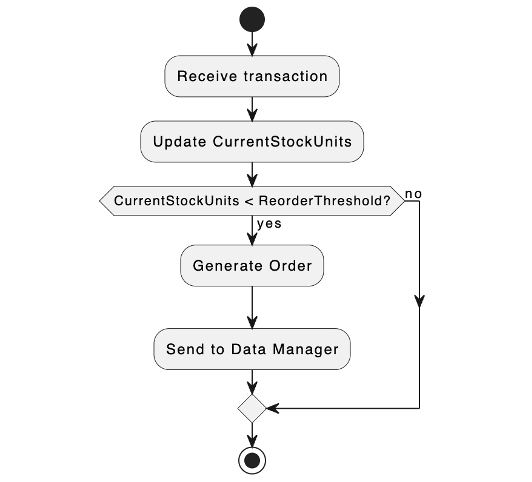 Receive transaction
Update CurrentStockUnits
CurrentStockUnits < ReorderThreshold?
no
yes
Generate Order
Send to Data Manager